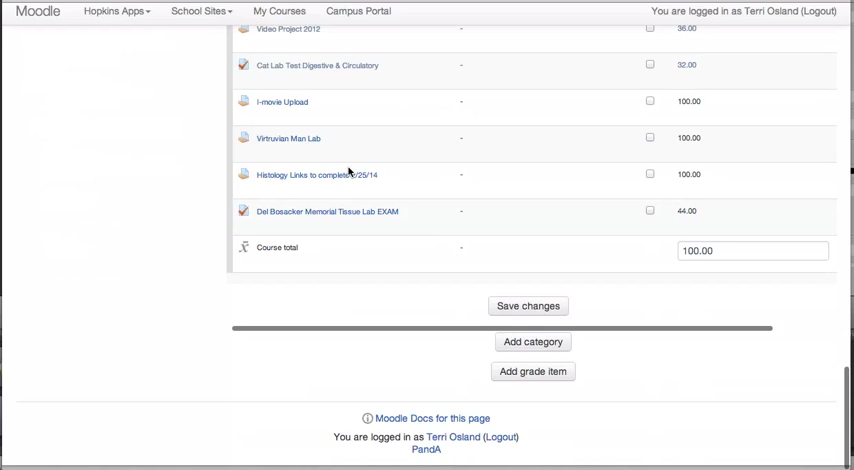 Moodle Hopkins Apps School Sites My Courses Campus Portal You are logged in as Terri Osland (Logout)
Video Project 2012 - 36.00
Cat Lab Test Digestive & Circulatory - 32.00
I-movie Upload - 100.00
Virtruvian Man Lab - 100.00
Histology Links to complete /25/14 - 100.00
Del Bosacker Memorial Tissue Lab EXAM - 44.00
x̄ Course total - 100.00
Save changes
Add category
Add grade item
Moodle Docs for this page
You are logged in as Terri Osland (Logout)
PandA